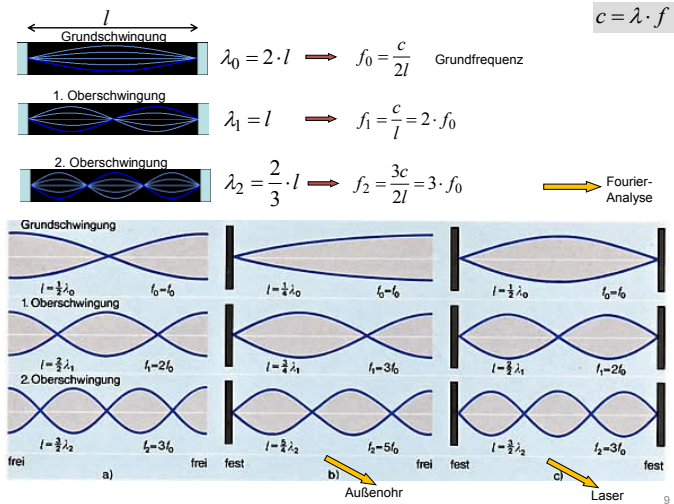 l
c = λ · f
Grundschwingung
λ₀ = 2 · l
f₀ = c/2l
Grundfrequenz
1. Oberschwingung
λ₁ = l
f₁ = c/l = 2 · f₀
2. Oberschwingung
λ₂ = 2/3 · l
f₂ = 3c/2l = 3 · f₀
Fourier-
Analyse
Grundschwingung
l = ½ λ₀ f₀ = f₀
l = ¼ λ₀ f₀ = f₀
l = ½ λ₀ f₀ = f₀
1. Oberschwingung
l = 2/2 λ₁ f₁ = 2f₀
l = ¾ λ₁ f₁ = 3f₀
l = 2/2 λ₁ f₁ = 2f₀
2. Oberschwingung
l = 3/2 λ₂ f₂ = 3f₀
l = 5/4 λ₂ f₂ = 5f₀
l = 3/2 λ₂ f₂ = 3f₀
frei frei fest frei fest fest
a) b) c)
Außenohr
Laser
9